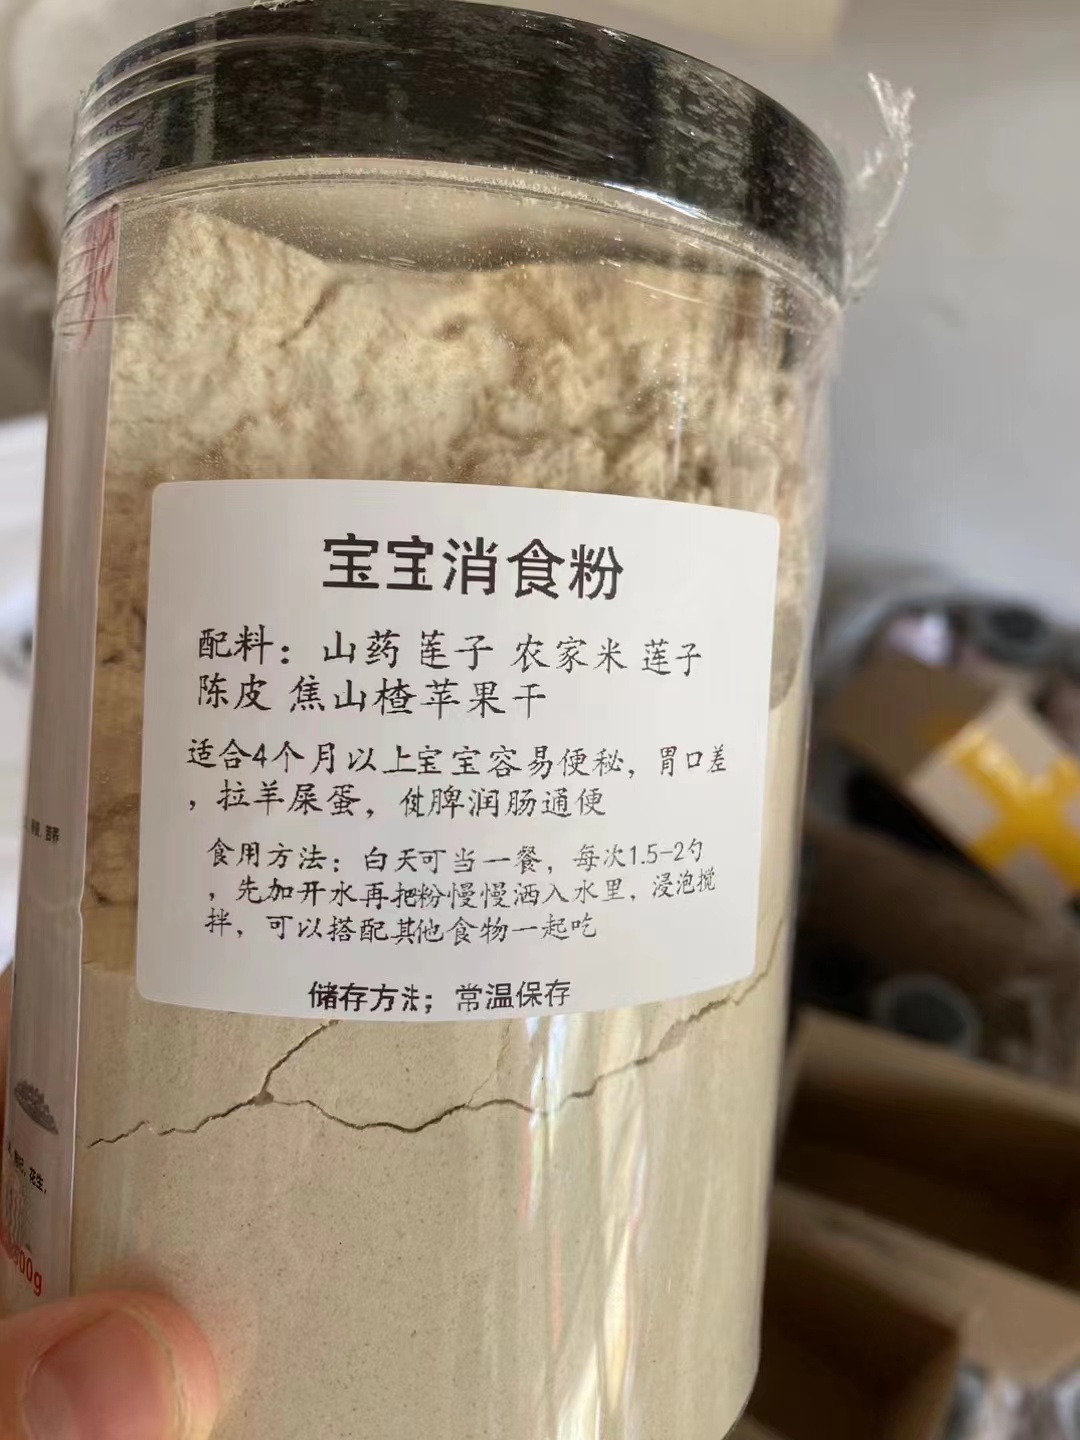 宝宝消食粉
配料：山药 莲子 农家米 莲子
陈皮 焦山楂苹果干
适合4个月以上宝宝容易便秘，胃口差
，拉羊屎蛋，健脾润肠通便
食用方法：白天可当一餐，每次1.5-2勺
，先加开水再把粉慢慢洒入水里，浸泡搅
拌，可以搭配其他食物一起吃
储存方法；常温保存
花生，
500g